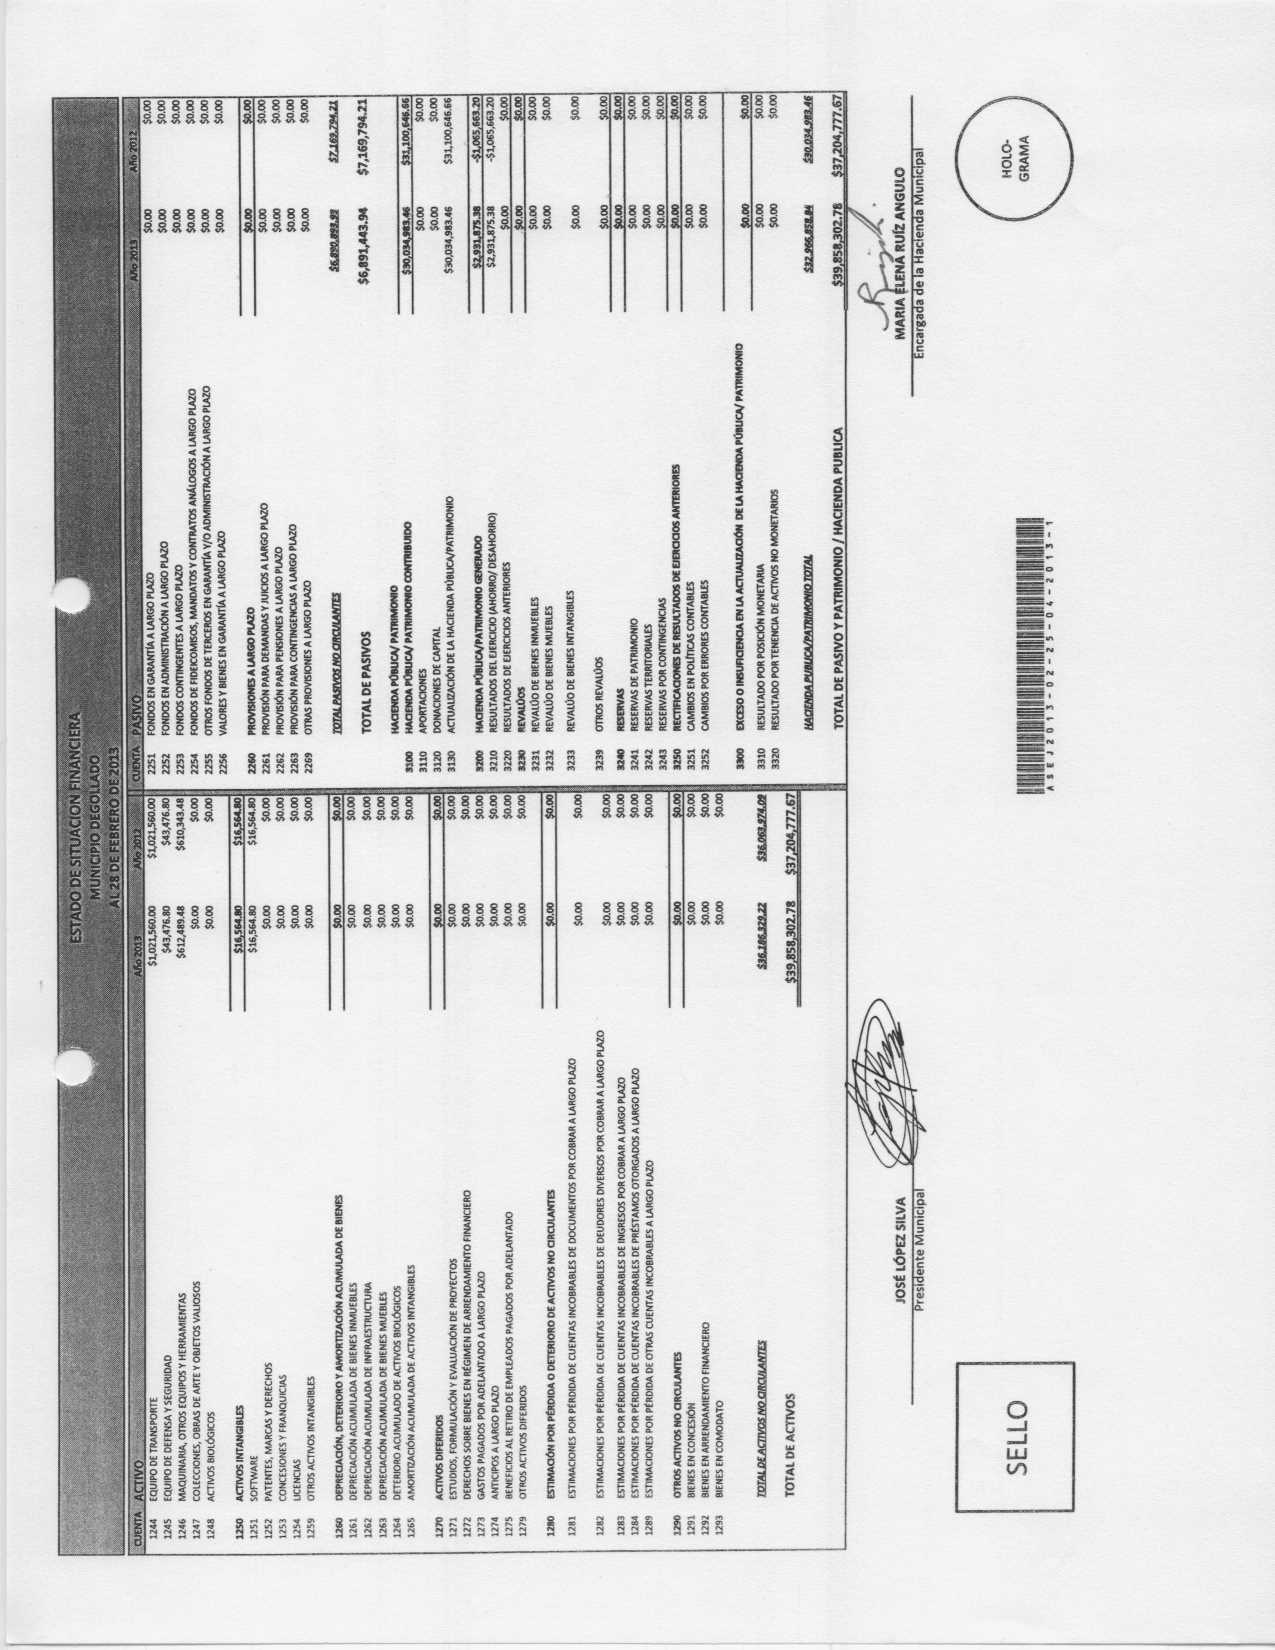 ESTADO DE SITUACION FINANCIERA
MUNICIPIO DEGOLLADO
AL 28 DE FEBRERO DE 2013
CUENTA ACTIVO Año 2013 Año 2012
1244 EQUIPO DE TRANSPORTE $1,021,560.00 $1,021,560.00
1245 EQUIPO DE DEFENSA Y SEGURIDAD $43,476.80 $43,476.80
1246 MAQUINARIA, OTROS EQUIPOS Y HERRAMIENTAS $612,489.48 $610,343.48
1247 COLECCIONES, OBRAS DE ARTE Y OBJETOS VALIOSOS $0.00 $0.00
1248 ACTIVOS BIOLÓGICOS $0.00 $0.00
1250 ACTIVOS INTANGIBLES $16,564.80 $16,564.80
1251 SOFTWARE $16,564.80 $16,564.80
1252 PATENTES, MARCAS Y DERECHOS $0.00 $0.00
1253 CONCESIONES Y FRANQUICIAS $0.00 $0.00
1254 LICENCIAS $0.00 $0.00
1259 OTROS ACTIVOS INTANGIBLES $0.00 $0.00
1260 DEPRECIACIÓN, DETERIORO Y AMORTIZACIÓN ACUMULADA DE BIENES $0.00 $0.00
1261 DEPRECIACIÓN ACUMULADA DE BIENES INMUEBLES $0.00 $0.00
1262 DEPRECIACIÓN ACUMULADA DE INFRAESTRUCTURA $0.00 $0.00
1263 DEPRECIACIÓN ACUMULADA DE BIENES MUEBLES $0.00 $0.00
1264 DETERIORO ACUMULADO DE ACTIVOS BIOLÓGICOS $0.00 $0.00
1265 AMORTIZACIÓN ACUMULADA DE ACTIVOS INTANGIBLES $0.00 $0.00
1270 ACTIVOS DIFERIDOS $0.00 $0.00
1271 ESTUDIOS, FORMULACIÓN Y EVALUACIÓN DE PROYECTOS $0.00 $0.00
1272 DERECHOS SOBRE BIENES EN RÉGIMEN DE ARRENDAMIENTO FINANCIERO $0.00 $0.00
1273 GASTOS PAGADOS POR ADELANTADO A LARGO PLAZO $0.00 $0.00
1274 ANTICIPOS A LARGO PLAZO $0.00 $0.00
1275 BENEFICIOS AL RETIRO DE EMPLEADOS PAGADOS POR ADELANTADO $0.00 $0.00
1279 OTROS ACTIVOS DIFERIDOS $0.00 $0.00
1280 ESTIMACIÓN POR PÉRDIDA O DETERIORO DE ACTIVOS NO CIRCULANTES $0.00 $0.00
1281 ESTIMACIONES POR PÉRDIDA DE CUENTAS INCOBRABLES DE DOCUMENTOS POR COBRAR A LARGO PLAZO $0.00 $0.00
1282 ESTIMACIONES POR PÉRDIDA DE CUENTAS INCOBRABLES DE DEUDORES DIVERSOS POR COBRAR A LARGO PLAZO $0.00 $0.00
1283 ESTIMACIONES POR PÉRDIDA DE CUENTAS INCOBRABLES DE INGRESOS POR COBRAR A LARGO PLAZO $0.00 $0.00
1284 ESTIMACIONES POR PÉRDIDA DE CUENTAS INCOBRABLES DE PRÉSTAMOS OTORGADOS A LARGO PLAZO $0.00 $0.00
1289 ESTIMACIONES POR PÉRDIDA DE OTRAS CUENTAS INCOBRABLES A LARGO PLAZO $0.00 $0.00
1290 OTROS ACTIVOS NO CIRCULANTES $0.00 $0.00
1291 BIENES EN CONCESIÓN $0.00 $0.00
1292 BIENES EN ARRENDAMIENTO FINANCIERO $0.00 $0.00
1293 BIENES EN COMODATO $0.00 $0.00
TOTAL DE ACTIVOS NO CIRCULANTES $36,186,329.22 $36,063,974.09
TOTAL DE ACTIVOS $39,858,302.78 $37,204,777.67
CUENTA PASIVO Año 2013 Año 2012
2251 FONDOS EN GARANTÍA A LARGO PLAZO $0.00 $0.00
2252 FONDOS EN ADMINISTRACIÓN A LARGO PLAZO $0.00 $0.00
2253 FONDOS CONTINGENTES A LARGO PLAZO $0.00 $0.00
2254 FONDOS DE FIDEICOMISOS, MANDATOS Y CONTRATOS ANÁLOGOS A LARGO PLAZO $0.00 $0.00
2255 OTROS FONDOS DE TERCEROS EN GARANTÍA Y/O ADMINISTRACIÓN A LARGO PLAZO $0.00 $0.00
2256 VALORES Y BIENES EN GARANTÍA A LARGO PLAZO $0.00 $0.00
2260 PROVISIONES A LARGO PLAZO $0.00 $0.00
2261 PROVISIÓN PARA DEMANDAS Y JUICIOS A LARGO PLAZO $0.00 $0.00
2262 PROVISIÓN PARA PENSIONES A LARGO PLAZO $0.00 $0.00
2263 PROVISIÓN PARA CONTINGENCIAS A LARGO PLAZO $0.00 $0.00
2269 OTRAS PROVISIONES A LARGO PLAZO $0.00 $0.00
TOTAL PASIVOS NO CIRCULANTES $6,890,893.92 $7,169,794.21
TOTAL DE PASIVOS $6,891,443.94 $7,169,794.21
HACIENDA PÚBLICA/ PATRIMONIO
3100 HACIENDA PÚBLICA/ PATRIMONIO CONTRIBUIDO $30,034,983.46 $31,100,646.66
3110 APORTACIONES $0.00 $0.00
3120 DONACIONES DE CAPITAL $0.00 $0.00
3130 ACTUALIZACIÓN DE LA HACIENDA PÚBLICA/PATRIMONIO $30,034,983.46 $31,100,646.66
3200 HACIENDA PÚBLICA/PATRIMONIO GENERADO $2,931,875.38 -$1,065,663.20
3210 RESULTADOS DEL EJERCICIO (AHORRO/ DESAHORRO) $2,931,875.38 -$1,065,663.20
3220 RESULTADOS DE EJERCICIOS ANTERIORES $0.00 $0.00
3230 REVALÚOS $0.00 $0.00
3231 REVALÚO DE BIENES INMUEBLES $0.00 $0.00
3232 REVALÚO DE BIENES MUEBLES $0.00 $0.00
3233 REVALÚO DE BIENES INTANGIBLES $0.00 $0.00
3239 OTROS REVALÚOS $0.00 $0.00
3240 RESERVAS $0.00 $0.00
3241 RESERVAS DE PATRIMONIO $0.00 $0.00
3242 RESERVAS TERRITORIALES $0.00 $0.00
3243 RESERVAS POR CONTINGENCIAS $0.00 $0.00
3250 RECTIFICACIONES DE RESULTADOS DE EJERCICIOS ANTERIORES $0.00 $0.00
3251 CAMBIOS EN POLÍTICAS CONTABLES $0.00 $0.00
3252 CAMBIOS POR ERRORES CONTABLES $0.00 $0.00
3300 EXCESO O INSUFICIENCIA EN LA ACTUALIZACIÓN DE LA HACIENDA PÚBLICA/ PATRIMONIO $0.00 $0.00
3310 RESULTADO POR POSICIÓN MONETARIA $0.00 $0.00
3320 RESULTADO POR TENENCIA DE ACTIVOS NO MONETARIOS $0.00 $0.00
HACIENDA PUBLICA/PATRIMONIO TOTAL $32,966,858.84 $30,034,983.46
TOTAL DE PASIVO Y PATRIMONIO / HACIENDA PUBLICA $39,858,302.78 $37,204,777.67
JOSÉ LÓPEZ SILVA
Presidente Municipal
MARIA ELENA RUÍZ ANGULO
Encargada de la Hacienda Municipal
SELLO
ASEJ2013-02-25-04-2013-1
HOLO-
GRAMA